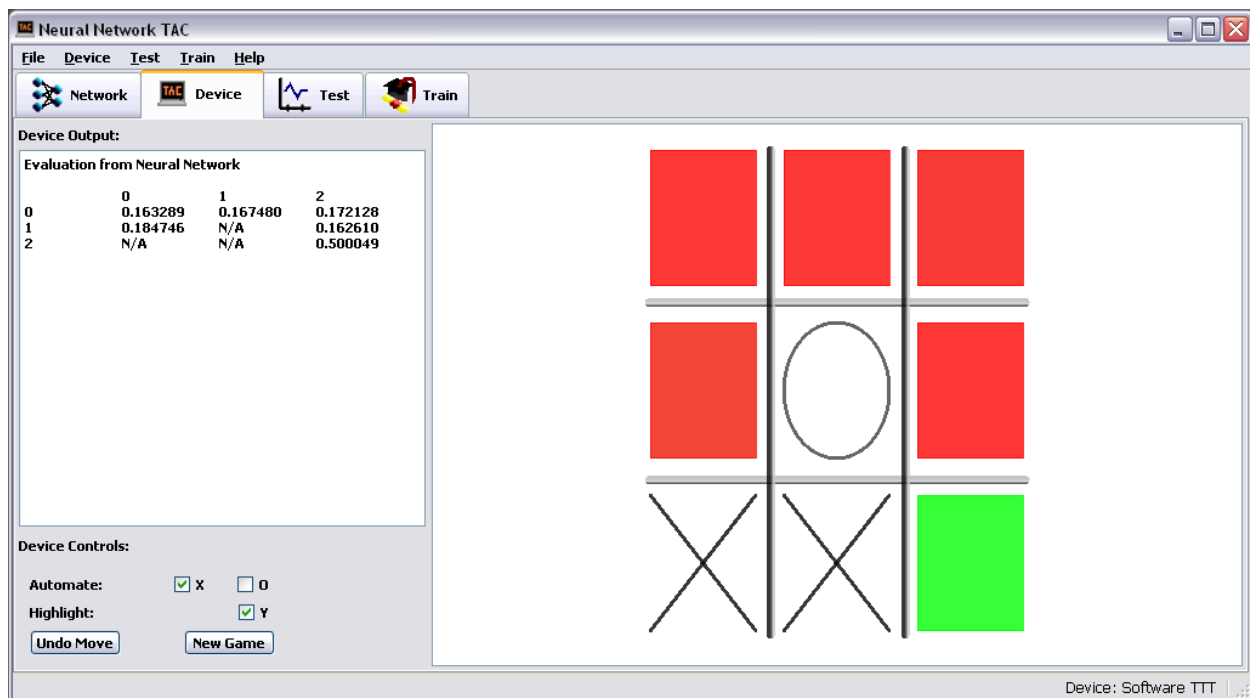 Neural Network TAC
File Device Test Train Help
Network TAC Device Test Train
Device Output:
Evaluation from Neural Network
0 1 2
0 0.163289 0.167480 0.172128
1 0.184746 N/A 0.162610
2 N/A N/A 0.500049
Device Controls:
Automate: X O
Highlight: Y
Undo Move New Game
Device: Software TTT